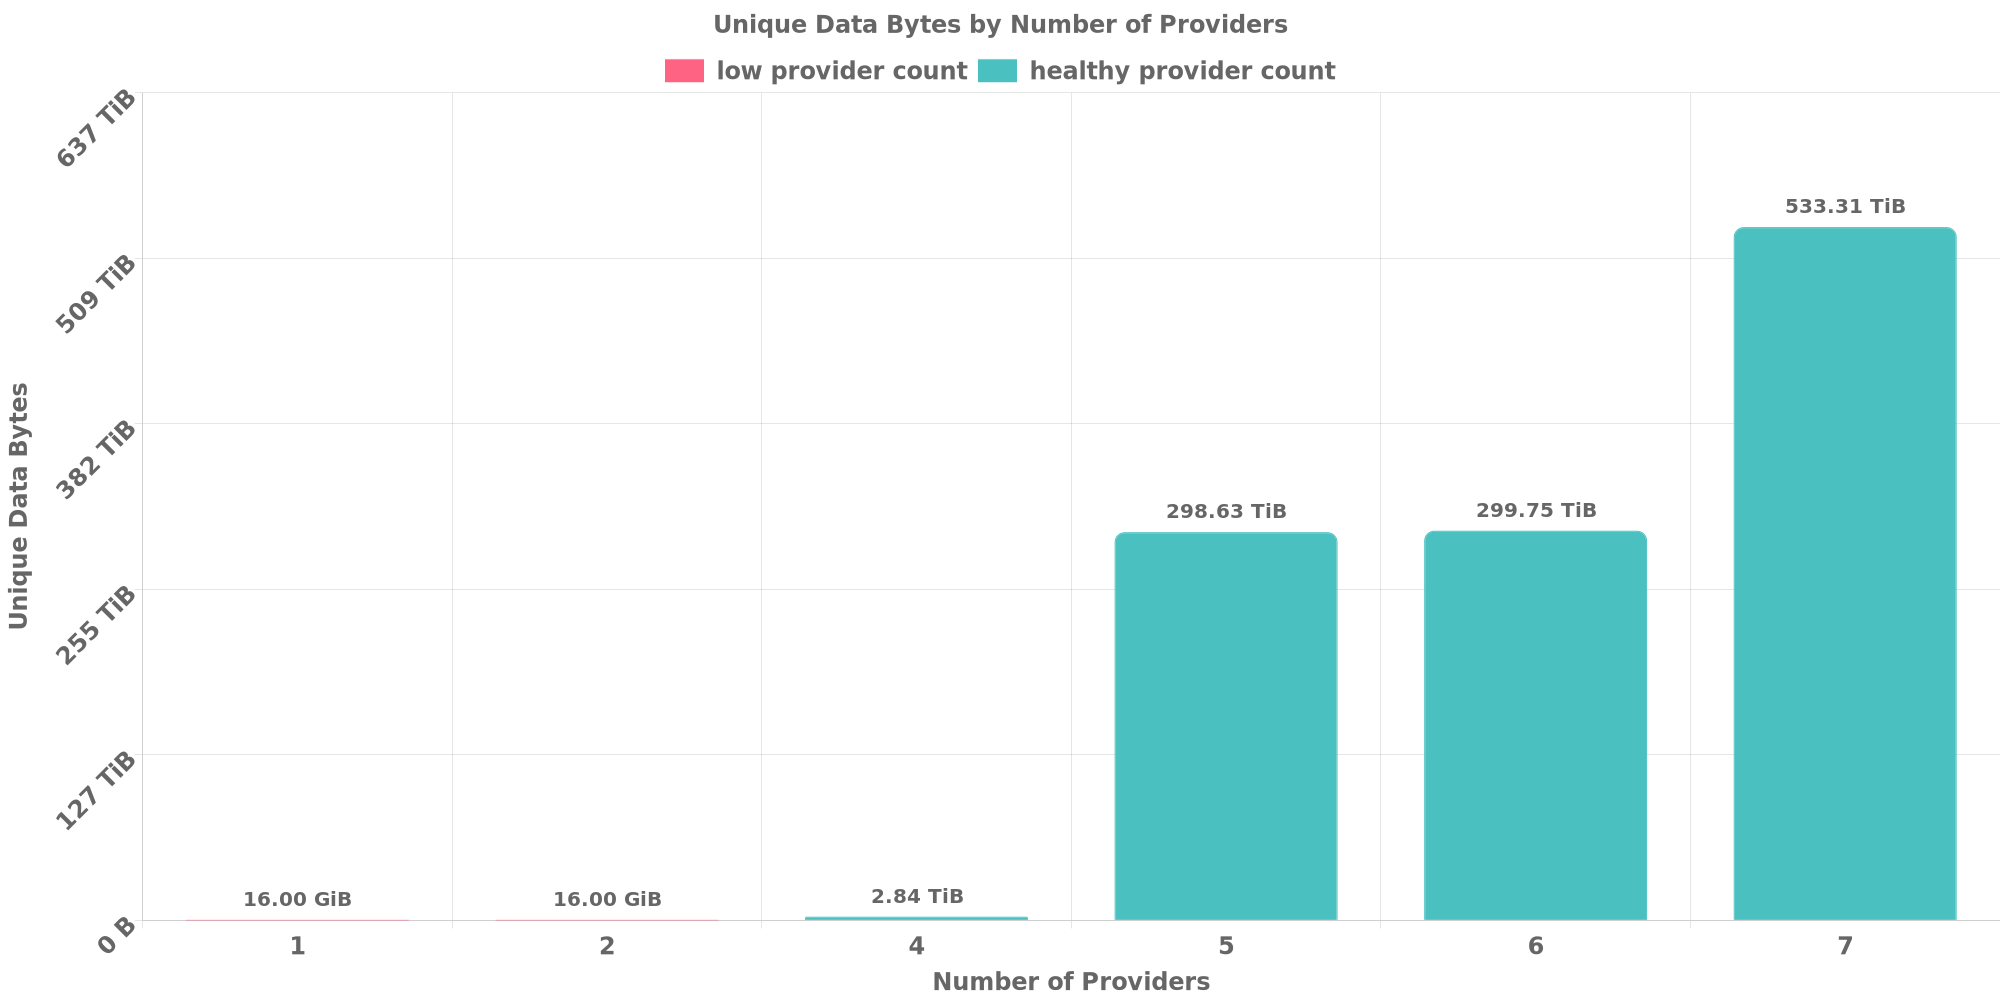 Unique Data Bytes by Number of Providers
low provider count healthy provider count
637 TiB
509 TiB
382 TiB
255 TiB
127 TiB
0 B
Unique Data Bytes
16.00 GiB
16.00 GiB
2.84 TiB
298.63 TiB
299.75 TiB
533.31 TiB
1 2 4 5 6 7
Number of Providers